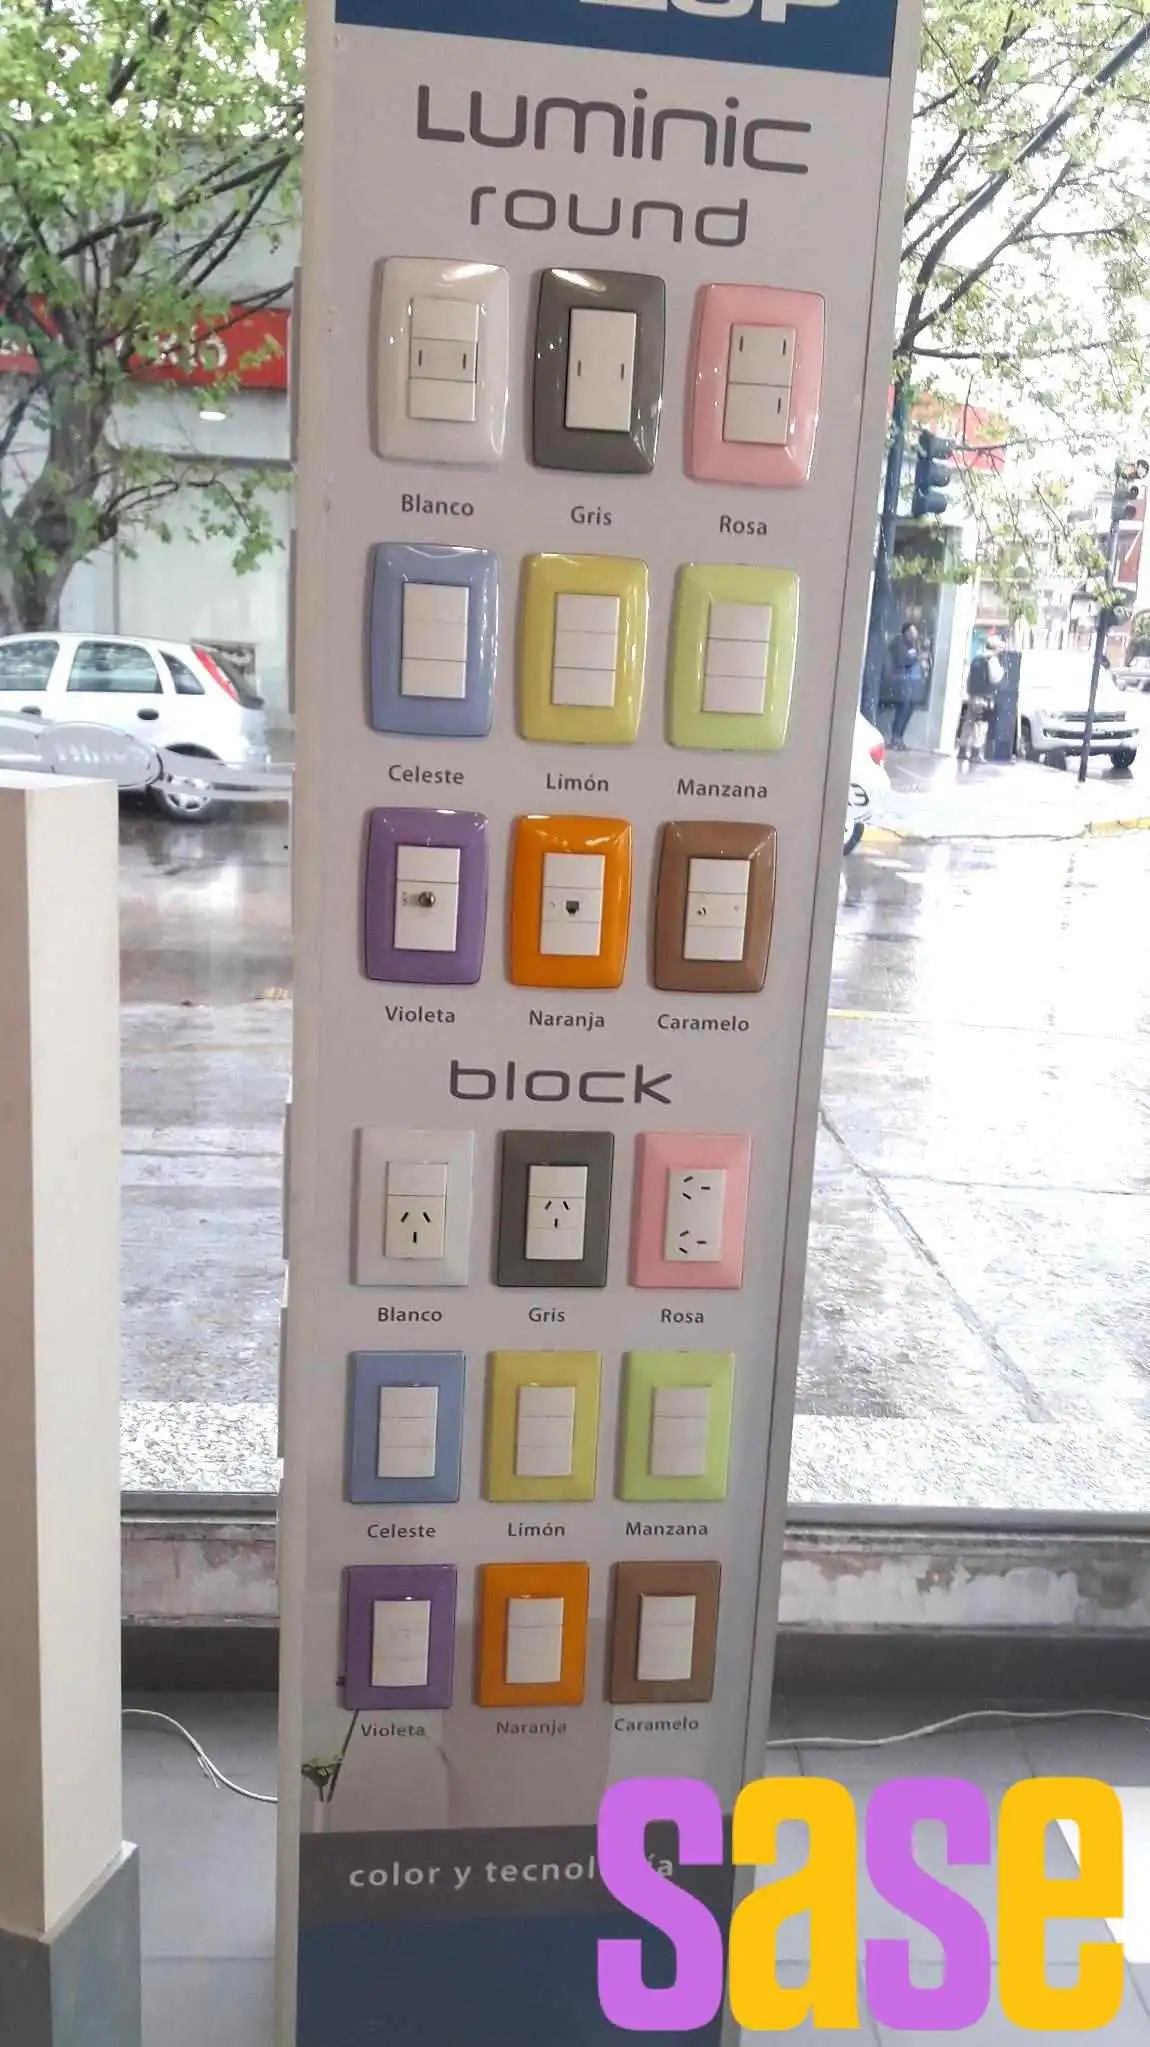 Luminic
round
Blanco Gris Rosa
Celeste Limón Manzana
Violeta Naranja Caramelo
block
Blanco Gris Rosa
Celeste Limón Manzana
Violeta Naranja Caramelo
color y
sase